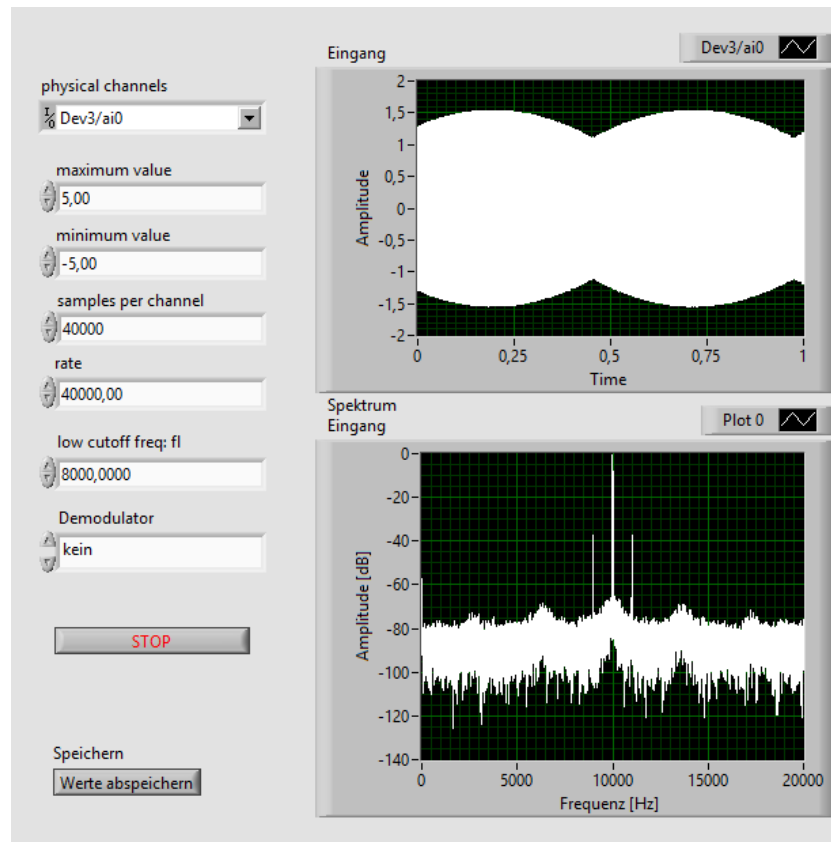 physical channels
I/O Dev3/ai0
maximum value
5,00
minimum value
-5,00
samples per channel
40000
rate
40000,00
low cutoff freq: fl
8000,0000
Demodulator
kein
STOP
Speichern
Werte abspeichern
Eingang
Dev3/ai0
Amplitude
2
1,5
1
0,5
0
-0,5
-1
-1,5
-2
0 0,25 0,5 0,75 1
Time
Spektrum
Eingang
Plot 0
Amplitude [dB]
0
-20
-40
-60
-80
-100
-120
-140
0 5000 10000 15000 20000
Frequenz [Hz]